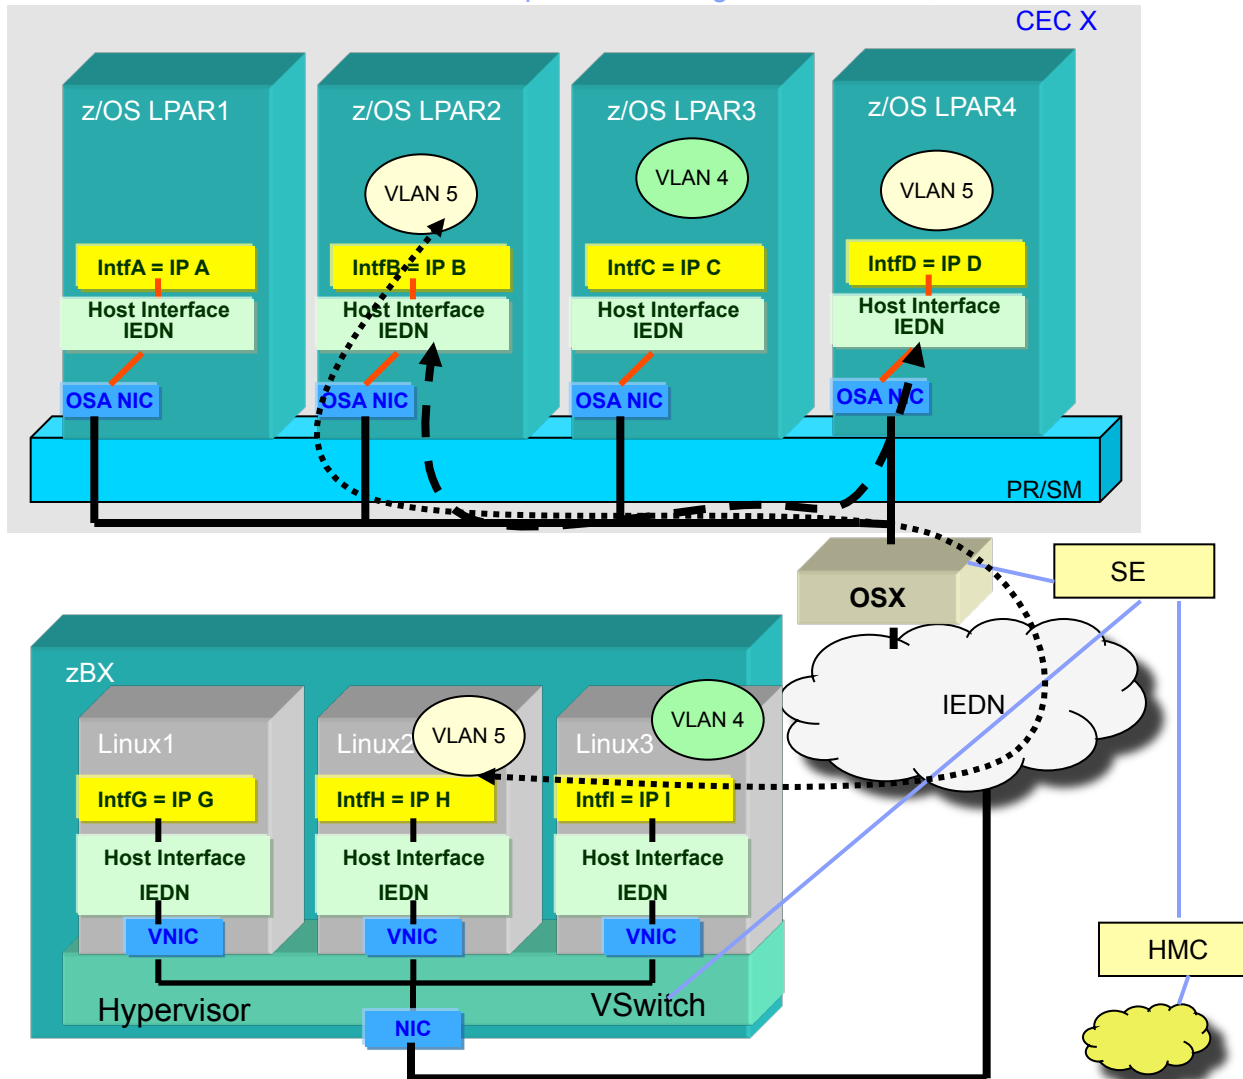 CEC X
z/OS LPAR1
z/OS LPAR2
z/OS LPAR3
z/OS LPAR4
VLAN 5
VLAN 4
VLAN 5
IntfA = IP A
IntfB = IP B
IntfC = IP C
IntfD = IP D
Host Interface
IEDN
Host Interface
IEDN
Host Interface
IEDN
Host Interface
IEDN
OSA NIC
OSA NIC
OSA NIC
OSA NIC
PR/SM
OSX
SE
IEDN
zBX
Linux1
Linux2
Linux3
VLAN 5
VLAN 4
IntfG = IP G
IntfH = IP H
IntfI = IP I
Host Interface
IEDN
Host Interface
IEDN
Host Interface
IEDN
VNIC
VNIC
VNIC
Hypervisor
VSwitch
NIC
HMC